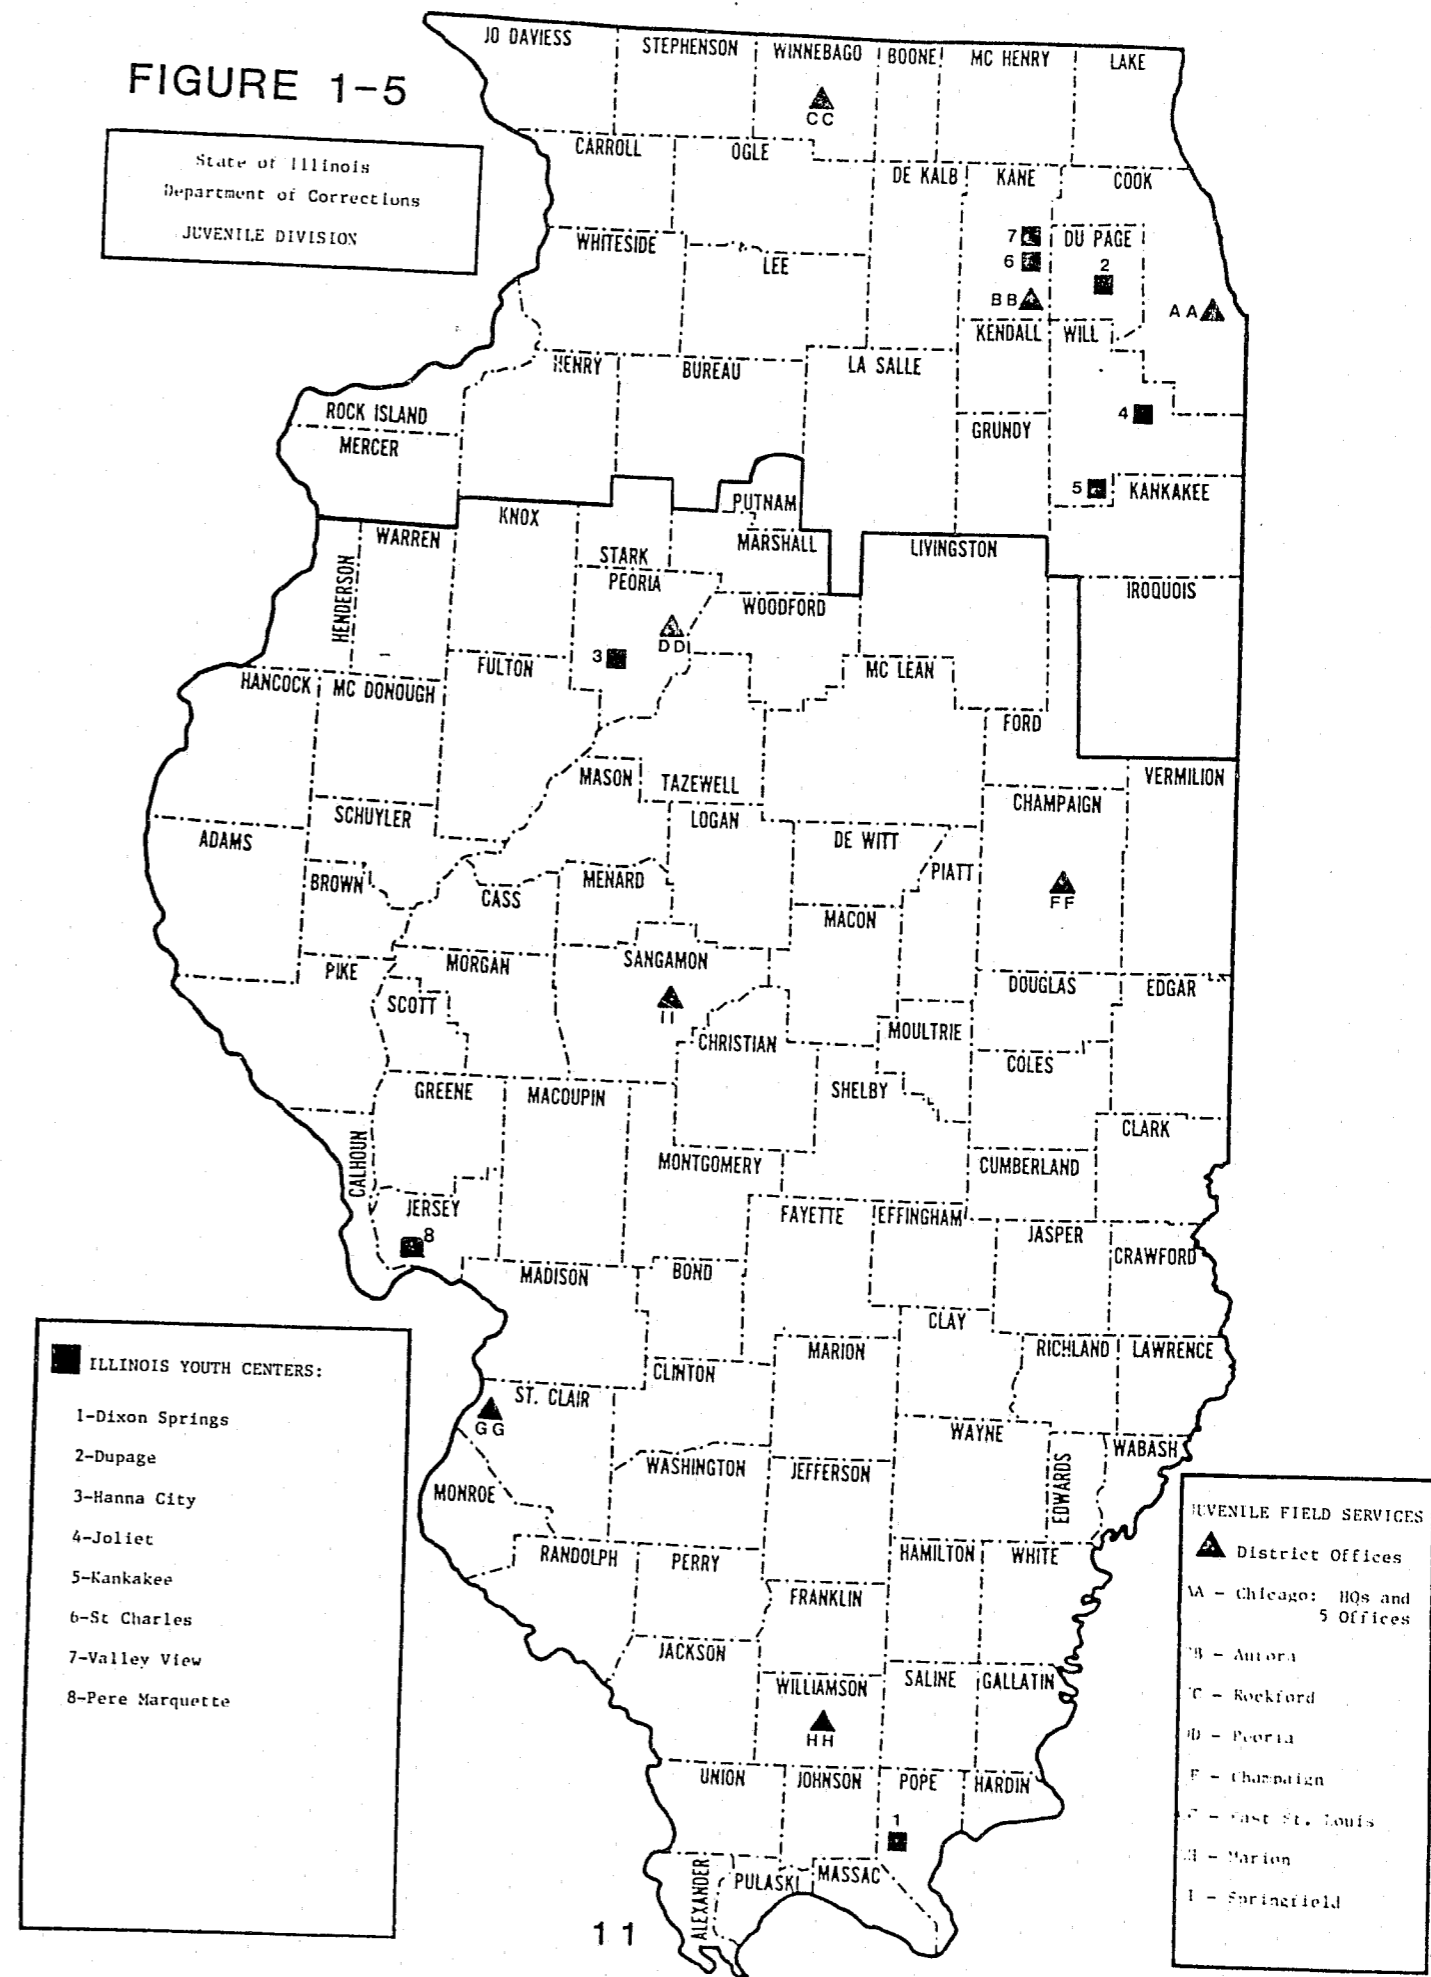 FIGURE 1-5
State of Illinois
Department of Corrections
JUVENILE DIVISION
JO DAVIESS
STEPHENSON
WINNEBAGO
BOONE
MC HENRY
LAKE
CC
CARROLL
OGLE
DE KALB
KANE
COOK
WHITESIDE
LEE
7
DU PAGE
6
2
BB
AA
KENDALL
WILL
HENRY
BUREAU
LA SALLE
ROCK ISLAND
4
MERCER
GRUNDY
5
KANKAKEE
PUTNAM
KNOX
WARREN
STARK
MARSHALL
LIVINGSTON
HENDERSON
PEORIA
WOODFORD
IROQUOIS
DD
3
FULTON
MC LEAN
HANCOCK
MC DONOUGH
FORD
MASON
TAZEWELL
VERMILION
CHAMPAIGN
SCHUYLER
LOGAN
ADAMS
DE WITT
PIATT
BROWN
CASS
MENARD
FF
MACON
PIKE
MORGAN
SANGAMON
DOUGLAS
EDGAR
SCOTT
II
CHRISTIAN
MOULTRIE
COLES
GREENE
MACOUPIN
SHELBY
CLARK
CALHOUN
MONTGOMERY
CUMBERLAND
JERSEY
FAYETTE
EFFINGHAM
8
JASPER
CRAWFORD
MADISON
BOND
CLAY
MARION
RICHLAND
LAWRENCE
CLINTON
ST. CLAIR
GG
WAYNE
WABASH
WASHINGTON
JEFFERSON
EDWARDS
MONROE
RANDOLPH
PERRY
HAMILTON
WHITE
FRANKLIN
JACKSON
WILLIAMSON
SALINE
GALLATIN
HH
UNION
JOHNSON
POPE
HARDIN
1
ALEXANDER
PULASKI
MASSAC
ILLINOIS YOUTH CENTERS:
1-Dixon Springs
2-Dupage
3-Hanna City
4-Joliet
5-Kankakee
6-St Charles
7-Valley View
8-Pere Marquette
JUVENILE FIELD SERVICES
District Offices
AA - Chicago: HQs and
5 Offices
B - Aurora
C - Rockford
D - Peoria
F - Champaign
- East St. Louis
H - Marion
I - Springfield
11